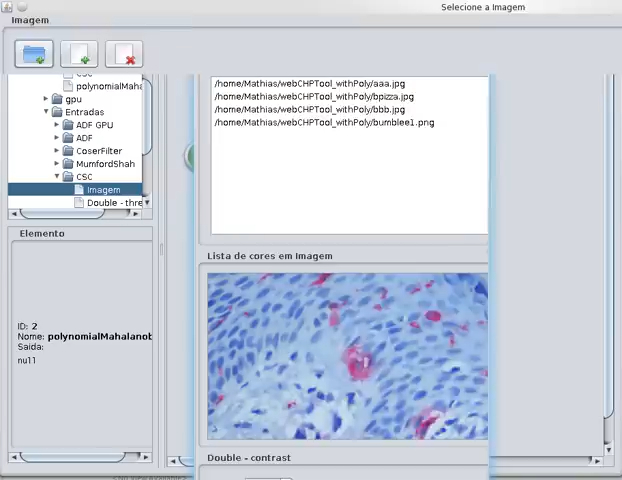 Selecione a Imagem
Imagem
CSC
polynomialMaha
gpu
Entradas
ADF GPU
ADF
CoserFilter
MumfordShah
CSC
Imagem
Double - thre
/home/Mathias/webCHPTool_withPoly/aaa.jpg
/home/Mathias/webCHPTool_withPoly/bpizza.jpg
/home/Mathias/webCHPTool_withPoly/bbb.jpg
/home/Mathias/webCHPTool_withPoly/bumblee1.png
Elemento
ID: 2
Nome: polynomialMahalanob
Saida:
null
Lista de cores em Imagem
Double - contrast